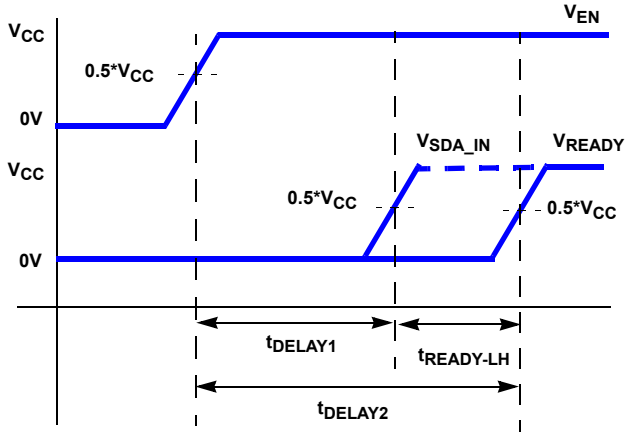 VCC
VEN
0.5*VCC
0V
VCC
VSDA_IN
VREADY
0.5*VCC
0.5*VCC
0V
tDELAY1
tREADY-LH
tDELAY2